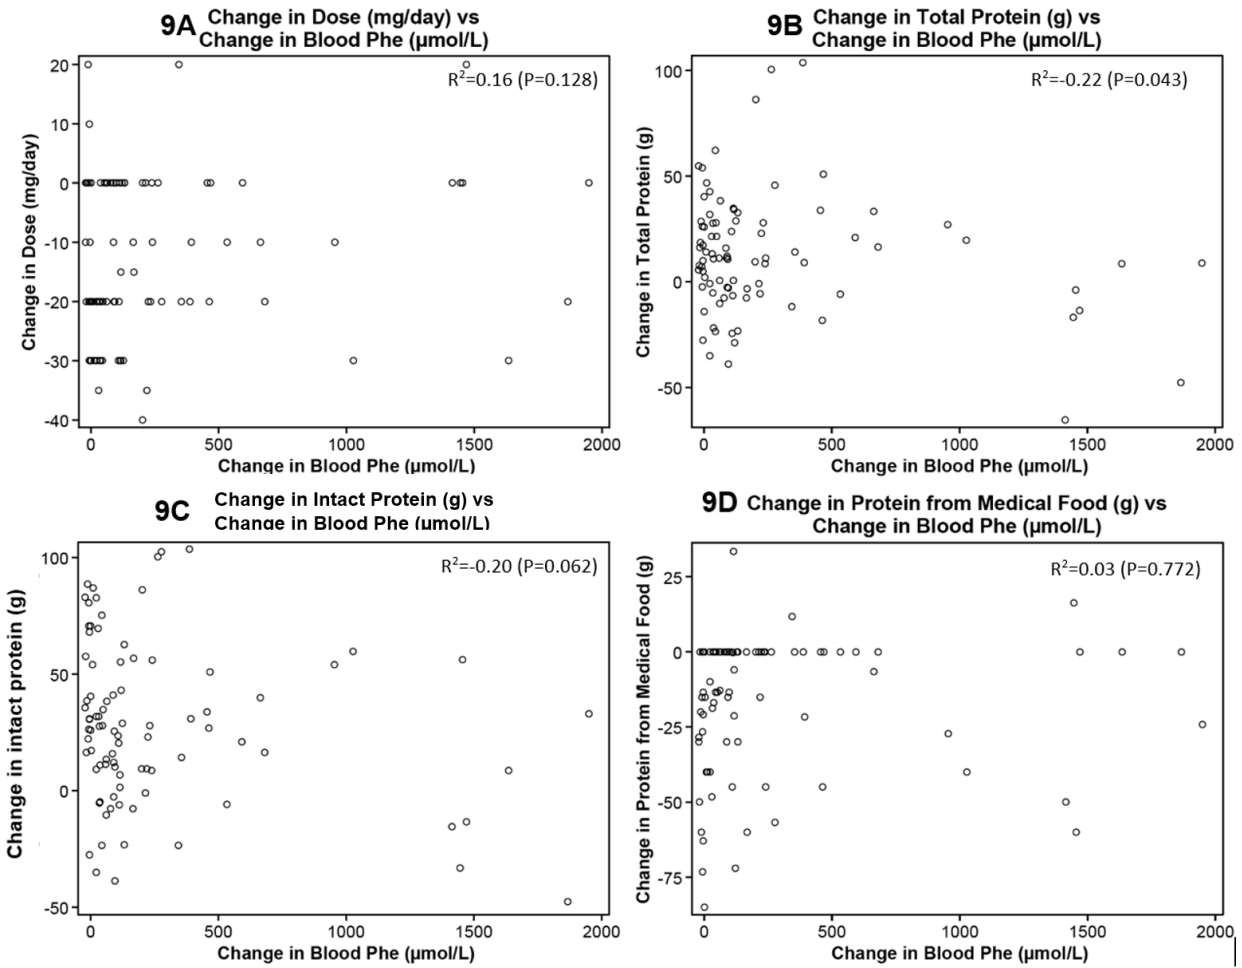 9A
Change in Dose (mg/day) vs
Change in Blood Phe (µmol/L)
R²=0.16 (P=0.128)
Change in Dose (mg/day)
20
10
0
-10
-20
-30
-40
0 500 1000 1500 2000
Change in Blood Phe (µmol/L)
9B
Change in Total Protein (g) vs
Change in Blood Phe (µmol/L)
R²=-0.22 (P=0.043)
Change in Total Protein (g)
100
50
0
-50
0 500 1000 1500 2000
Change in Blood Phe (µmol/L)
9C
Change in Intact Protein (g) vs
Change in Blood Phe (µmol/L)
R²=-0.20 (P=0.062)
Change in intact protein (g)
100
50
0
-50
0 500 1000 1500 2000
Change in Blood Phe (µmol/L)
9D
Change in Protein from Medical Food (g) vs
Change in Blood Phe (µmol/L)
R²=0.03 (P=0.772)
Change in Protein from Medical Food (g)
25
0
-25
-50
-75
0 500 1000 1500 2000
Change in Blood Phe (µmol/L)